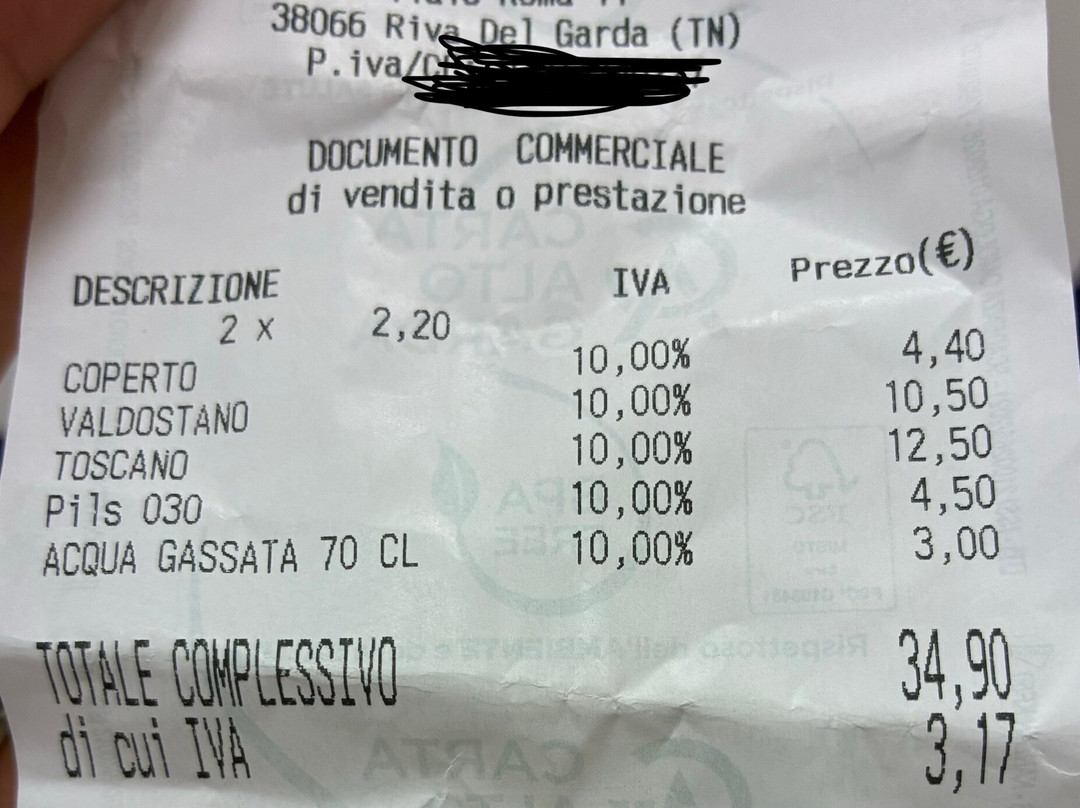 38066 Riva Del Garda (TN)
P.iva/
DOCUMENTO COMMERCIALE
di vendita o prestazione
DESCRIZIONE IVA Prezzo(€)
2 x 2,20
COPERTO 10,00% 4,40
VALDOSTANO 10,00% 10,50
TOSCANO 10,00% 12,50
Pils 030 10,00% 4,50
ACQUA GASSATA 70 CL 10,00% 3,00
TOTALE COMPLESSIVO 34,90
di cui IVA 3,17